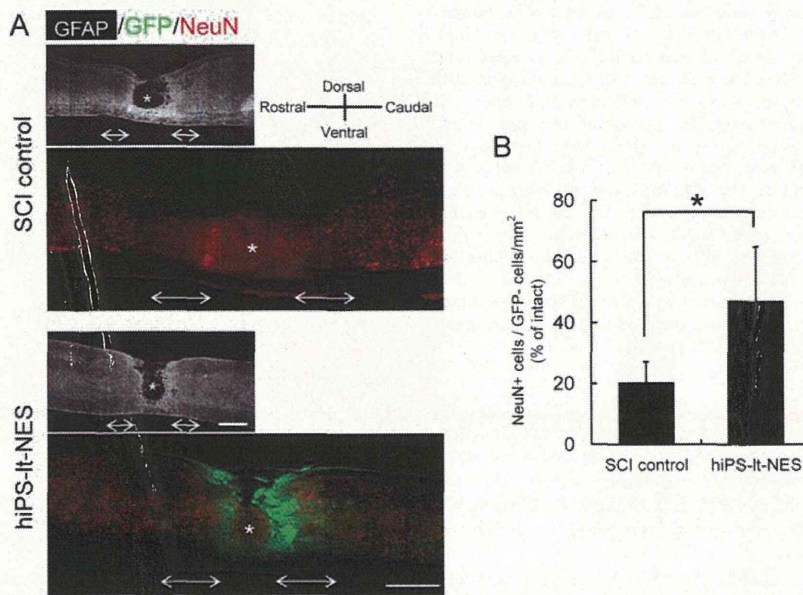 A
GFAP/GFP/NeuN
Dorsal
Rostral Caudal
Ventral
SCI control
*
*
hiPS-lt-NES
*
*
B
NeuN+ cells / GFP- cells/mm²
(% of intact)
80
60
40
20
0
*
SCI control hiPS-lt-NES